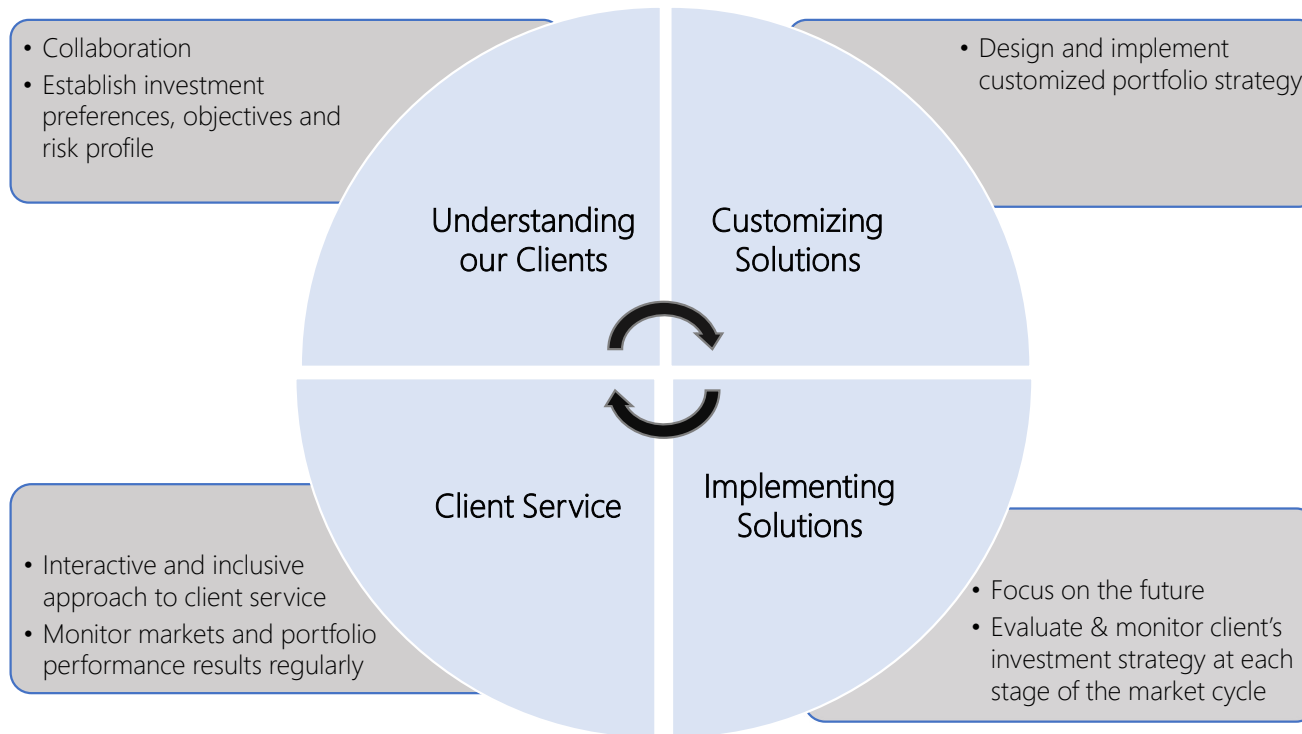 • Collaboration
• Establish investment
preferences, objectives and
risk profile
• Design and implement
customized portfolio strategy
Understanding
our Clients
Customizing
Solutions
Client Service
Implementing
Solutions
• Interactive and inclusive
approach to client service
• Monitor markets and portfolio
performance results regularly
• Focus on the future
• Evaluate & monitor client’s
investment strategy at each
stage of the market cycle